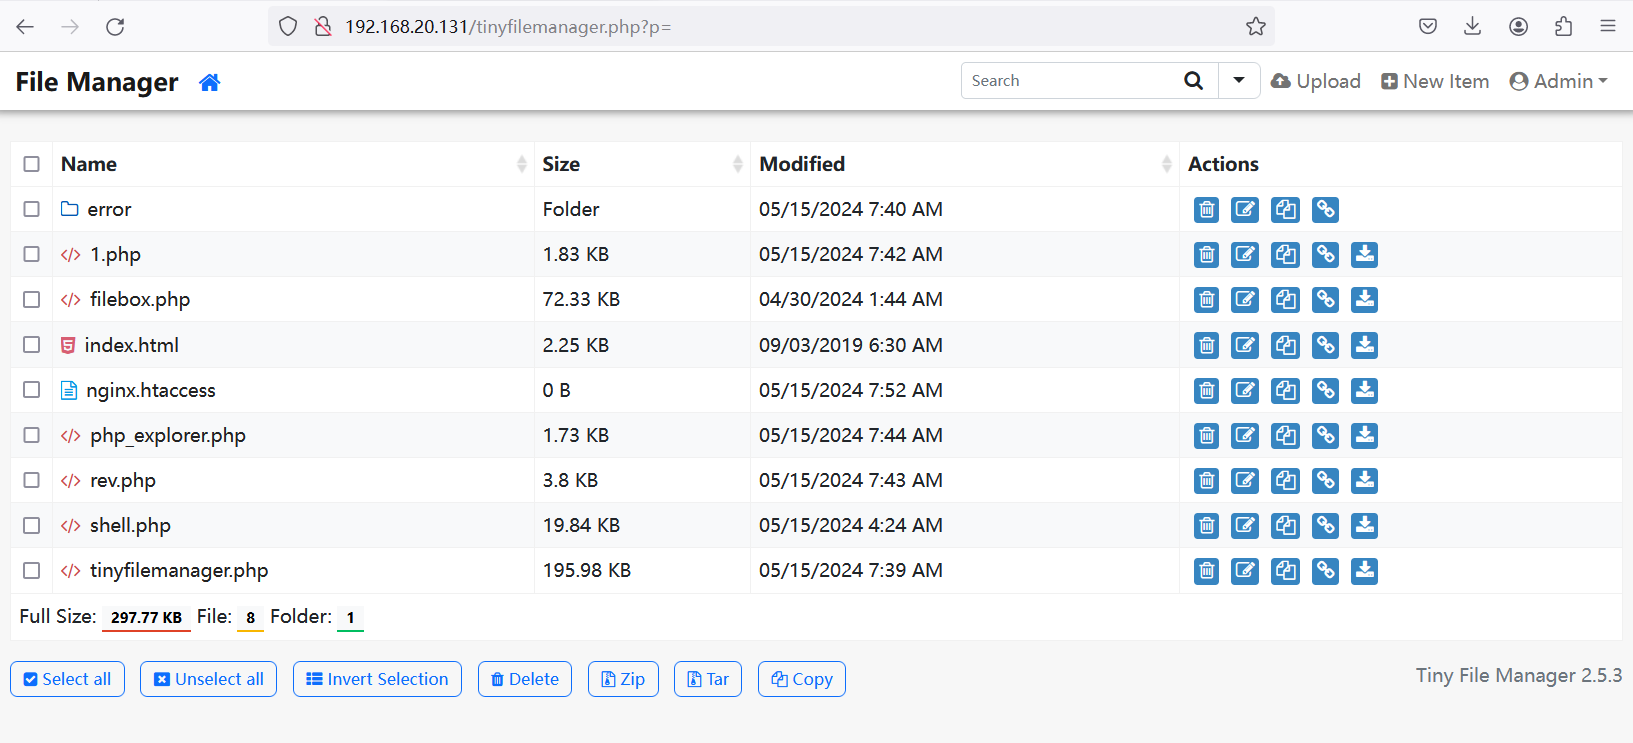 192.168.20.131/tinyfilemanager.php?p=
File Manager Search Upload New Item Admin
Name Size Modified Actions
error Folder 05/15/2024 7:40 AM
1.php 1.83 KB 05/15/2024 7:42 AM
filebox.php 72.33 KB 04/30/2024 1:44 AM
index.html 2.25 KB 09/03/2019 6:30 AM
nginx.htaccess 0 B 05/15/2024 7:52 AM
php_explorer.php 1.73 KB 05/15/2024 7:44 AM
rev.php 3.8 KB 05/15/2024 7:43 AM
shell.php 19.84 KB 05/15/2024 4:24 AM
tinyfilemanager.php 195.98 KB 05/15/2024 7:39 AM
Full Size: 297.77 KB File: 8 Folder: 1
Select all Unselect all Invert Selection Delete Zip Tar Copy Tiny File Manager 2.5.3